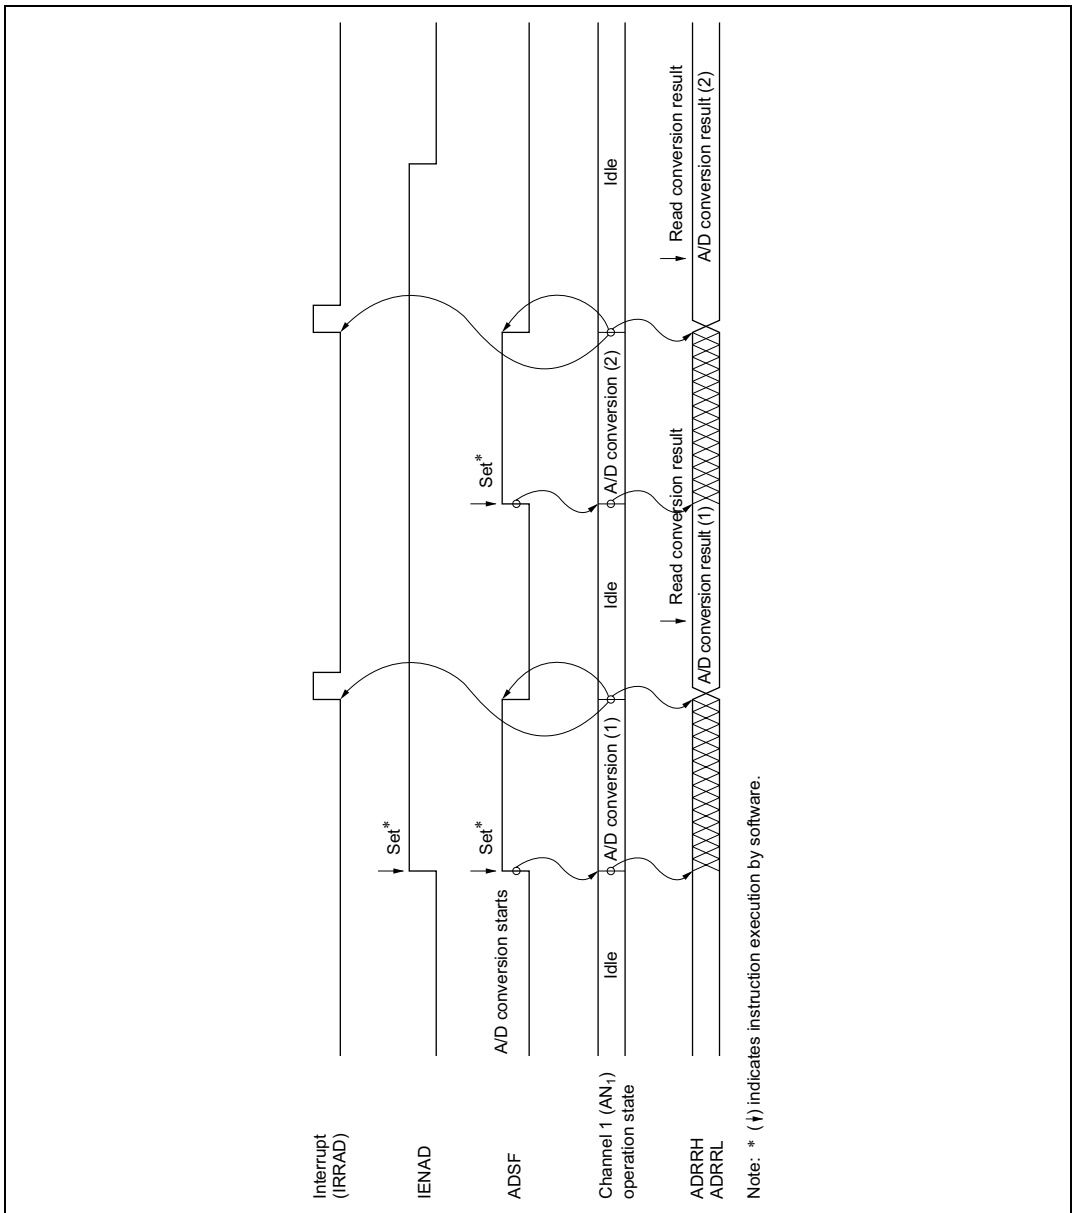 Interrupt
(IRRAD)
IENAD
Set*
ADSF
A/D conversion starts
Set*
Set*
Channel 1 (AN₁)
operation state
Idle
A/D conversion (1)
Idle
A/D conversion (2)
Idle
Read conversion result
Read conversion result
ADRRH
ADRRL
A/D conversion result (1)
A/D conversion result (2)
Note: * (↓) indicates instruction execution by software.